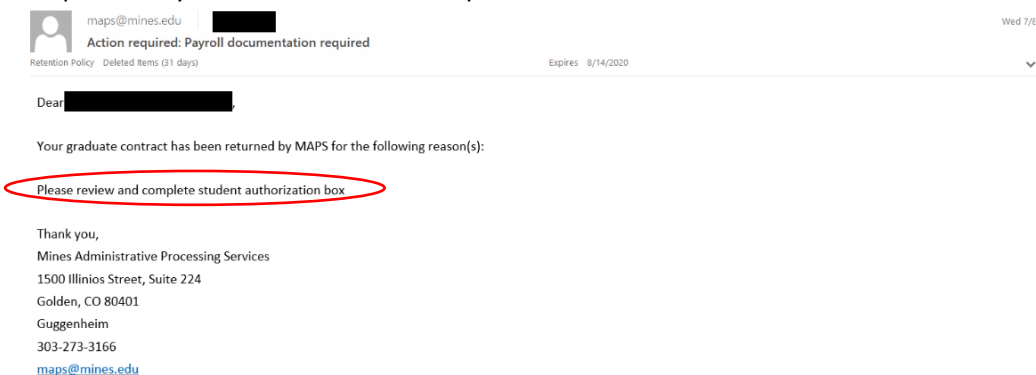 maps@mines.edu
Wed 7/8
Action required: Payroll documentation required
Retention Policy Deleted Items (31 days) Expires 8/14/2020
Dear ,
Your graduate contract has been returned by MAPS for the following reason(s):
Please review and complete student authorization box
Thank you,
Mines Administrative Processing Services
1500 Illinios Street, Suite 224
Golden, CO 80401
Guggenheim
303-273-3166
maps@mines.edu